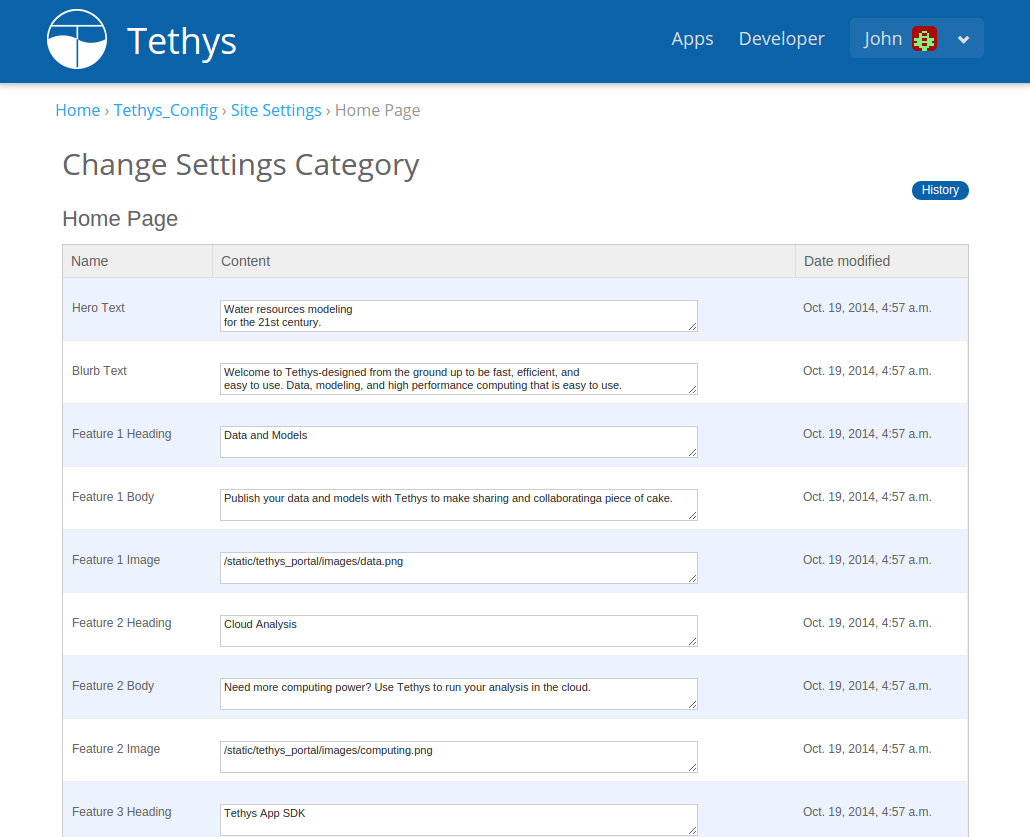 Tethys
Apps Developer John
Home › Tethys_Config › Site Settings › Home Page
Change Settings Category
History
Home Page
Name Content Date modified
Hero Text
Water resources modeling
for the 21st century.
Oct. 19, 2014, 4:57 a.m.
Blurb Text
Welcome to Tethys-designed from the ground up to be fast, efficient, and
easy to use. Data, modeling, and high performance computing that is easy to use.
Oct. 19, 2014, 4:57 a.m.
Feature 1 Heading
Data and Models
Oct. 19, 2014, 4:57 a.m.
Feature 1 Body
Publish your data and models with Tethys to make sharing and collaboratinga piece of cake.
Oct. 19, 2014, 4:57 a.m.
Feature 1 Image
/static/tethys_portal/images/data.png
Oct. 19, 2014, 4:57 a.m.
Feature 2 Heading
Cloud Analysis
Oct. 19, 2014, 4:57 a.m.
Feature 2 Body
Need more computing power? Use Tethys to run your analysis in the cloud.
Oct. 19, 2014, 4:57 a.m.
Feature 2 Image
/static/tethys_portal/images/computing.png
Oct. 19, 2014, 4:57 a.m.
Feature 3 Heading
Tethys App SDK
Oct. 19, 2014, 4:57 a.m.